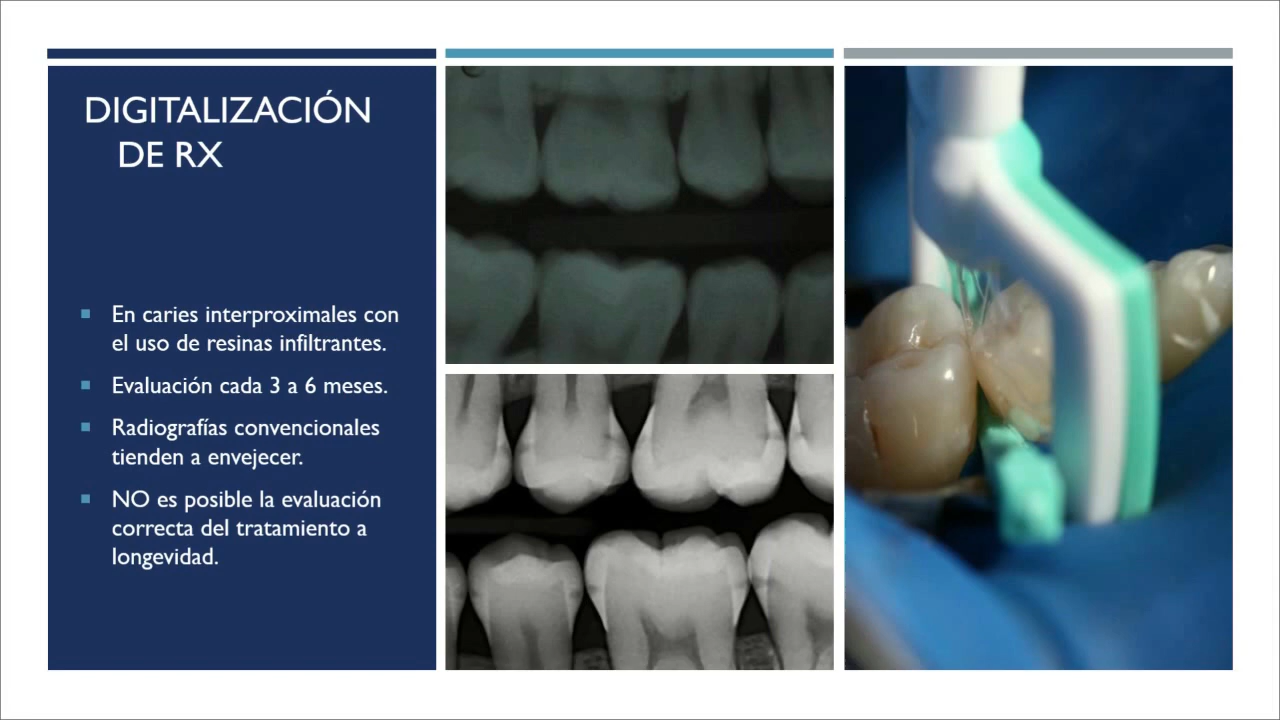 DIGITALIZACIÓN
DE RX
En caries interproximales con
el uso de resinas infiltrantes.
Evaluación cada 3 a 6 meses.
Radiografías convencionales
tienden a envejecer.
NO es posible la evaluación
correcta del tratamiento a
longevidad.